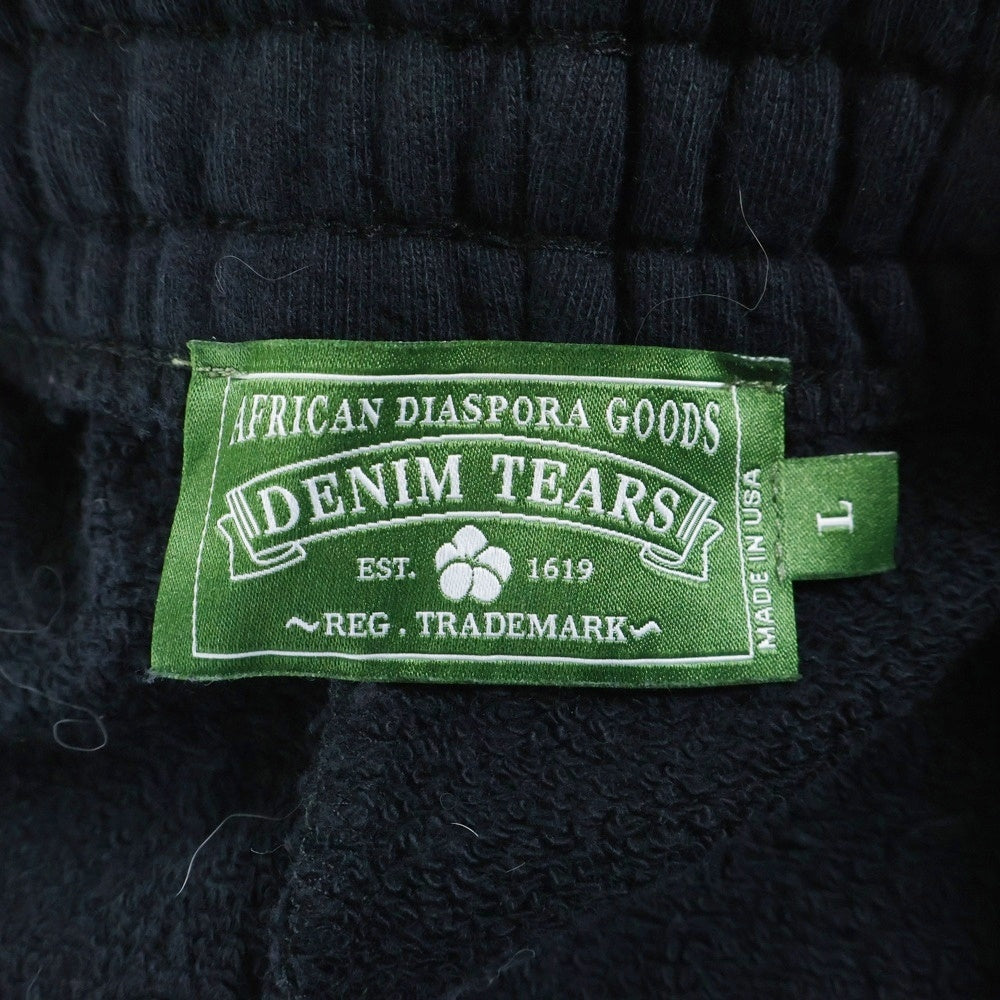 AFRICAN DIASPORA GOODS
DENIM TEARS
EST. 1619
~REG . TRADEMARK~
MADE IN USA
L